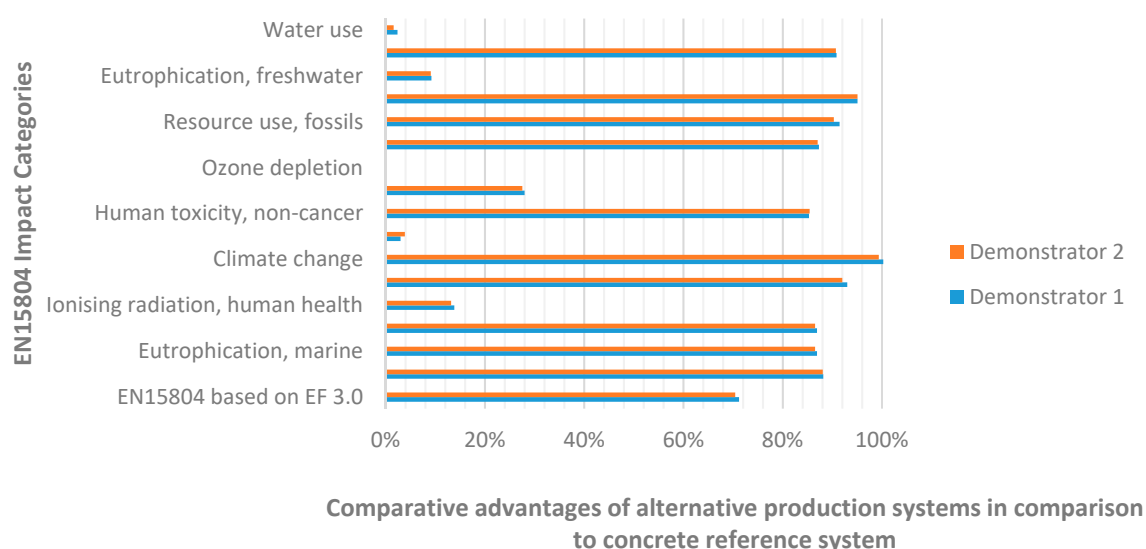 EN15804 Impact Categories
Water use
Eutrophication, freshwater
Resource use, fossils
Ozone depletion
Human toxicity, non-cancer
Climate change
Ionising radiation, human health
Eutrophication, marine
EN15804 based on EF 3.0
Demonstrator 2
Demonstrator 1
0% 20% 40% 60% 80% 100%
Comparative advantages of alternative production systems in comparison
to concrete reference system